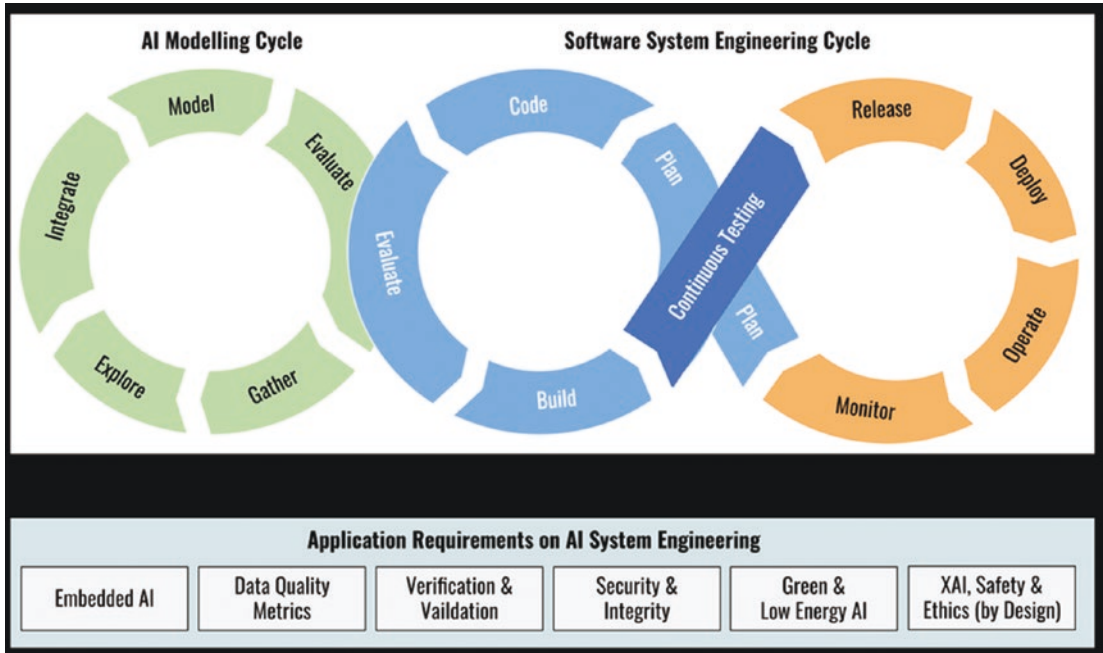 AI Modelling Cycle
Software System Engineering Cycle
Model
Evaluate
Integrate
Explore
Gather
Code
Plan
Evaluate
Build
Continuous Testing
Plan
Release
Deploy
Operate
Monitor
Application Requirements on AI System Engineering
Embedded AI
Data Quality
Metrics
Verification &
Vaildation
Security &
Integrity
Green &
Low Energy AI
XAI, Safety &
Ethics (by Design)